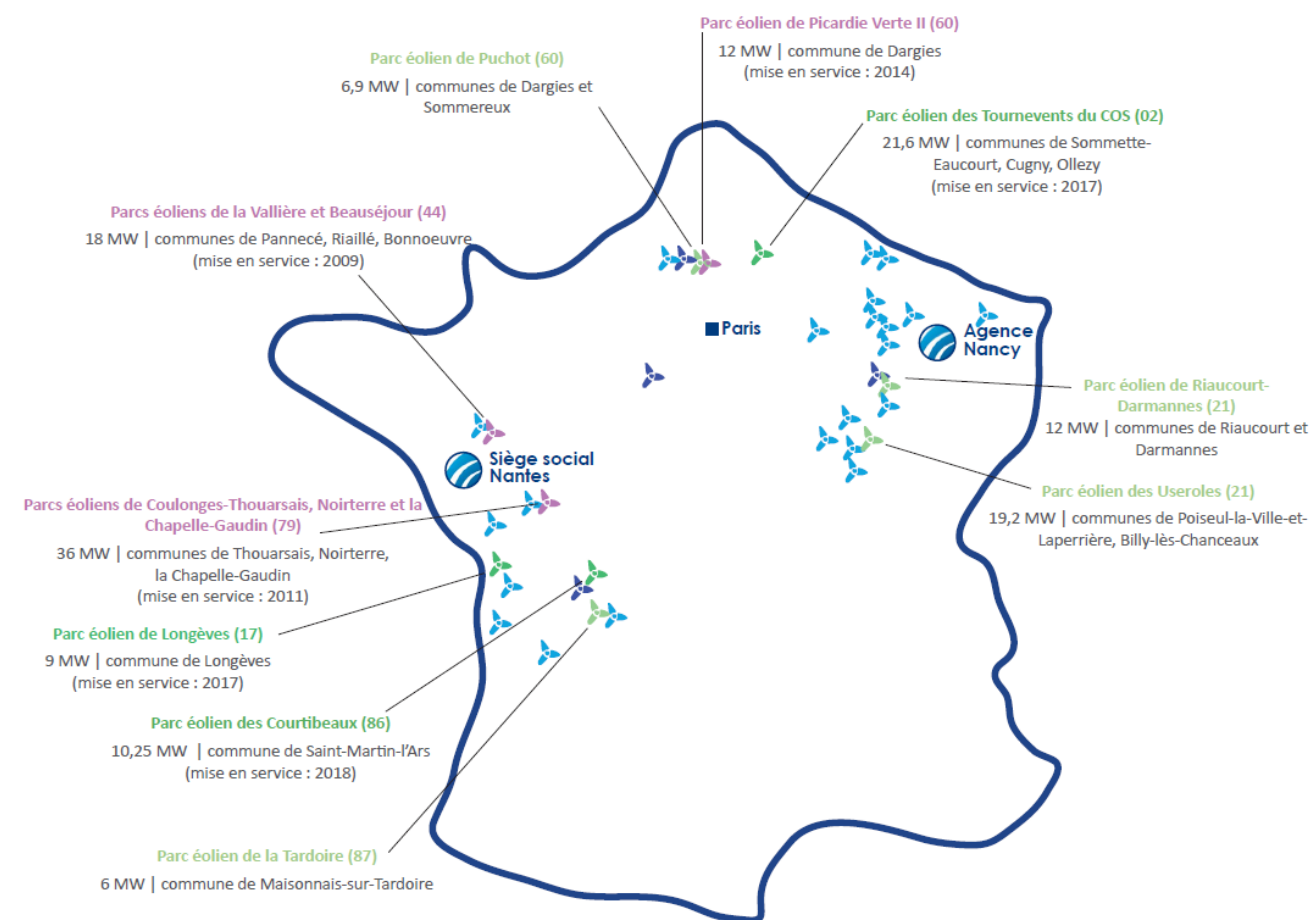 Parc éolien de Picardie Verte II (60)
12 MW | commune de Dargies
(mise en service : 2014)
Parc éolien de Puchot (60)
6,9 MW | communes de Dargies et
Sommereux
Parc éolien des Tournevents du COS (02)
21,6 MW | communes de Sommette-
Eaucourt, Cugny, Ollezy
(mise en service : 2017)
Parcs éoliens de la Vallière et Beauséjour (44)
18 MW | communes de Pannecé, Riaillé, Bonnoeuvre
(mise en service : 2009)
Paris
Agence
Nancy
Parc éolien de Riaucourt-
Darmannes (21)
12 MW | communes de Riaucourt et
Darmannes
Siège social
Nantes
Parc éolien des Useroles (21)
19,2 MW | communes de Poiseul-la-Ville-et-
Laperrière, Billy-lès-Chanceaux
Parcs éoliens de Coulonges-Thouarsais, Noirterre et la
Chapelle-Gaudin (79)
36 MW | communes de Thouarsais, Noirterre,
la Chapelle-Gaudin
(mise en service : 2011)
Parc éolien de Longèves (17)
9 MW | commune de Longèves
(mise en service : 2017)
Parc éolien des Courtibeaux (86)
10,25 MW | commune de Saint-Martin-l'Ars
(mise en service : 2018)
Parc éolien de la Tardoire (87)
6 MW | commune de Maisonnais-sur-Tardoire